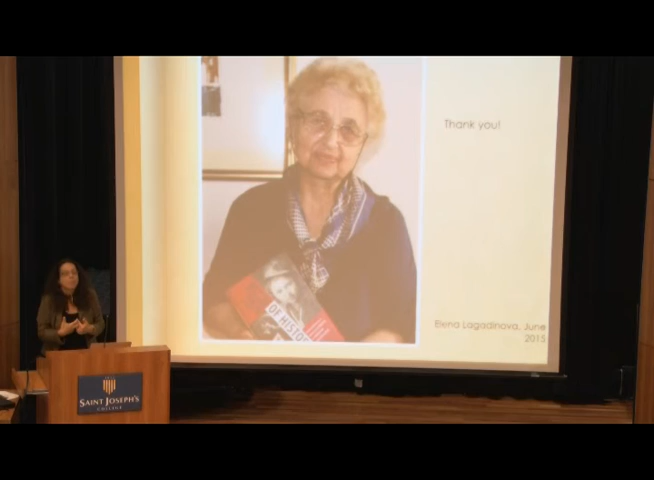 Thank you!
Elena Lagadinova, June
2015
OF HISTO
SAINT JOSEPH'S
COLLEGE